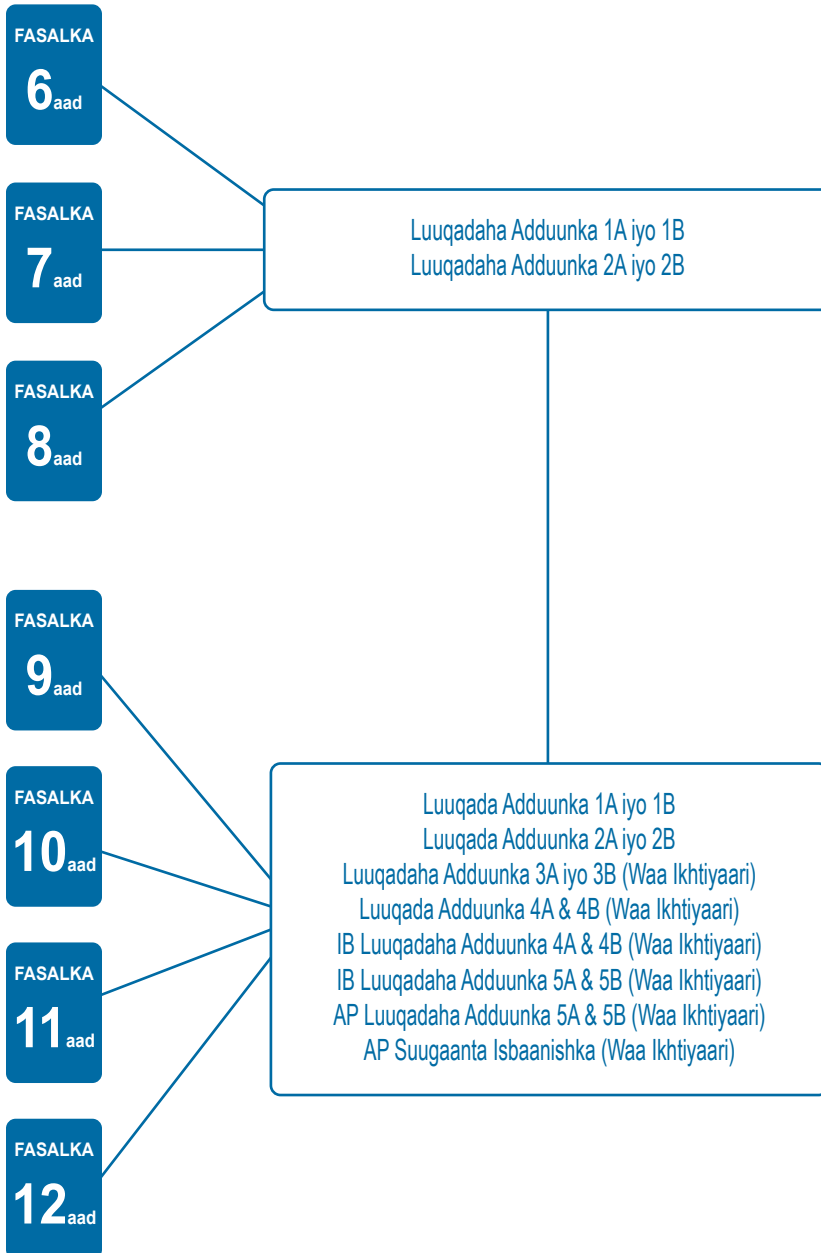 FASALKA
6aad
FASALKA
7aad
FASALKA
8aad
Luuqadaha Adduunka 1A iyo 1B
Luuqadaha Adduunka 2A iyo 2B
FASALKA
9aad
FASALKA
10aad
FASALKA
11aad
FASALKA
12aad
Luuqada Adduunka 1A iyo 1B
Luuqada Adduunka 2A iyo 2B
Luuqadaha Adduunka 3A iyo 3B (Waa Ikhtiyaari)
Luuqada Adduunka 4A & 4B (Waa Ikhtiyaari)
IB Luuqadaha Adduunka 4A & 4B (Waa Ikhtiyaari)
IB Luuqadaha Adduunka 5A & 5B (Waa Ikhtiyaari)
AP Luuqadaha Adduunka 5A & 5B (Waa Ikhtiyaari)
AP Suugaanta Isbaanishka (Waa Ikhtiyaari)